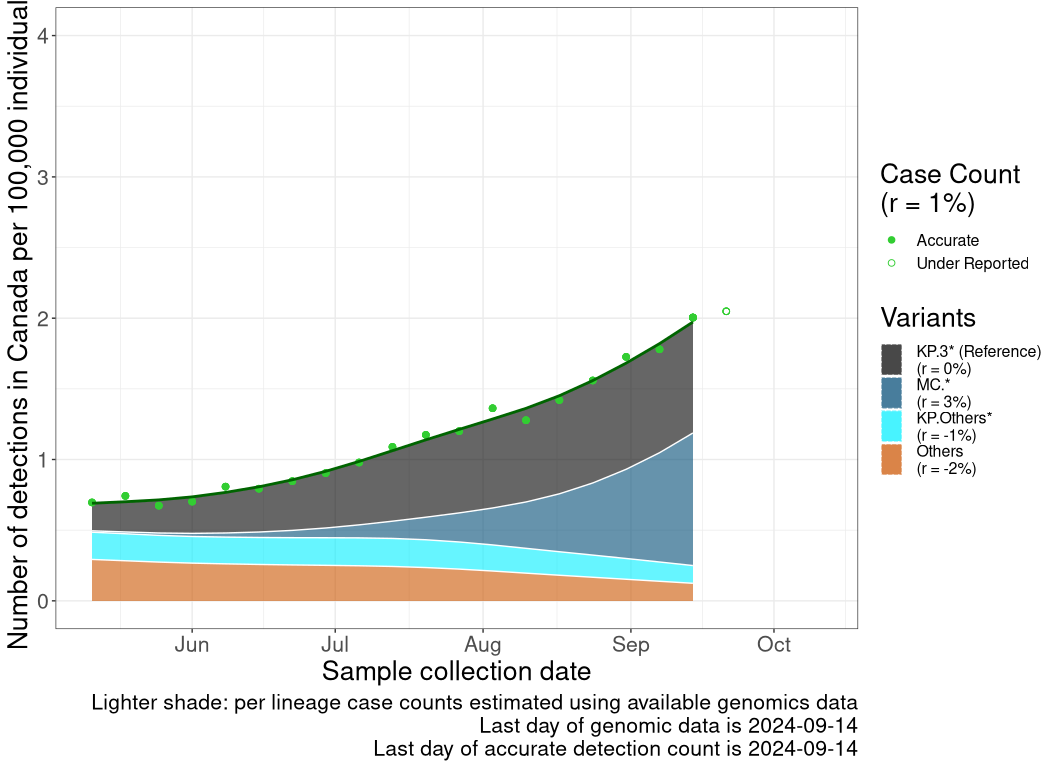 Number of detections in Canada per 100,000 individual
4
3
2
1
0
Jun Jul Aug Sep Oct
Sample collection date
Lighter shade: per lineage case counts estimated using available genomics data
Last day of genomic data is 2024-09-14
Last day of accurate detection count is 2024-09-14
Case Count
(r = 1%)
Accurate
Under Reported
Variants
KP.3* (Reference)
(r = 0%)
MC.*
(r = 3%)
KP.Others*
(r = -1%)
Others
(r = -2%)